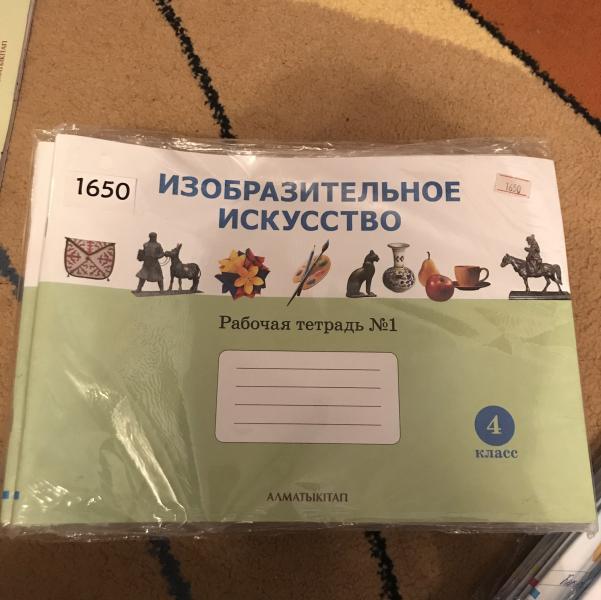 1650
ИЗОБРАЗИТЕЛЬНОЕ
ИСКУССТВО
1650
Рабочая тетрадь №1
4
класс
АЛМАТЫКІТАП